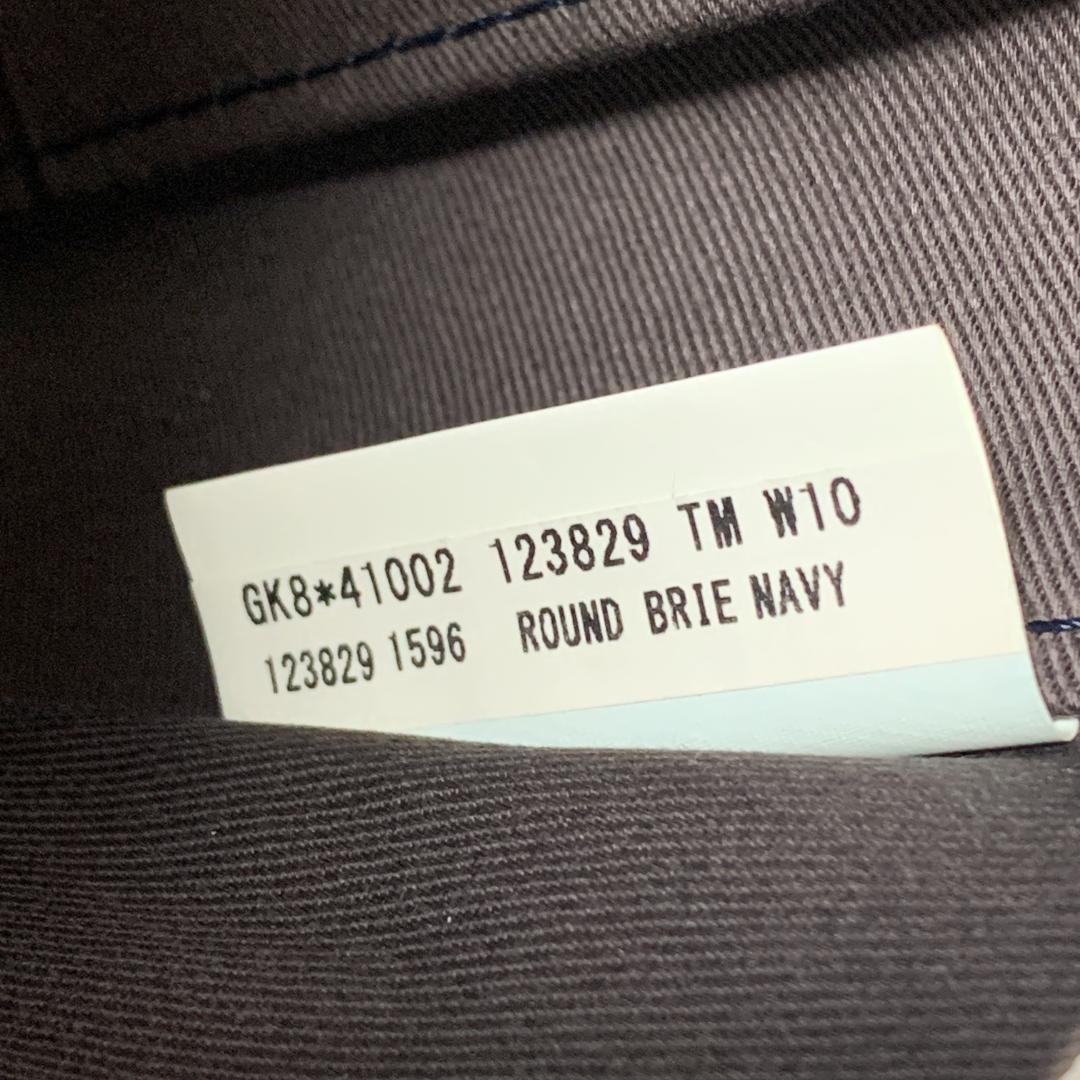 GK8*41002 123829 TM W10
123829 1596 ROUND BRIE NAVY